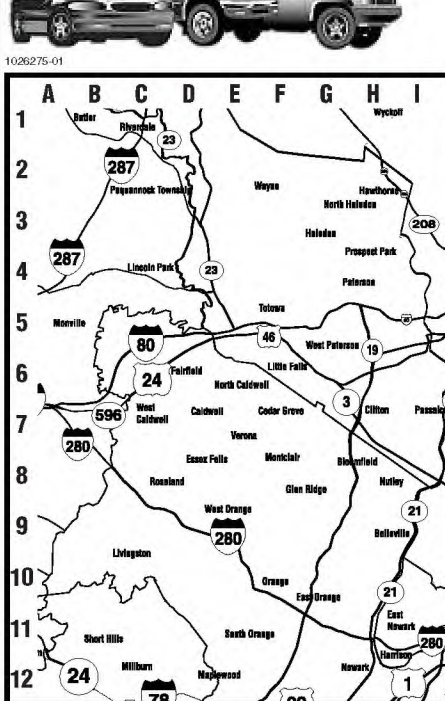 1026275-01
A B C D E F G H I
1
Butler
Riverdale
Wyckoff
23
2
287
Pequannock Township
Wayne
Hawthorne
North Haledon
3
208
Haledon
Prospect Park
287
4
Lincoln Park
23
Paterson
Totowa
5
Monville
80
46
West Paterson
19
Little Falls
6
24
Fairfield
North Caldwell
3
596
West
Caldwell
Caldwell
Cedar Grove
Clifton
Passaic
7
280
Verona
Essex Fells
Montclair
Bloomfield
8
Roseland
Glen Ridge
Nutley
West Orange
21
9
280
Belleville
Livingston
10
Orange
East Orange
21
East
Newark
11
Short Hills
South Orange
280
Harrison
Millburn
Maplewood
Newark
12
24
78
1